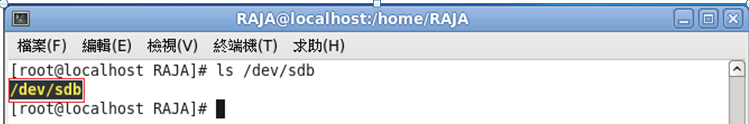 RAJA@localhost:/home/RAJA
檔案(F) 編輯(E) 檢視(V) 終端機(T) 求助(H)
[root@localhost RAJA]# ls /dev/sdb
/dev/sdb
[root@localhost RAJA]#